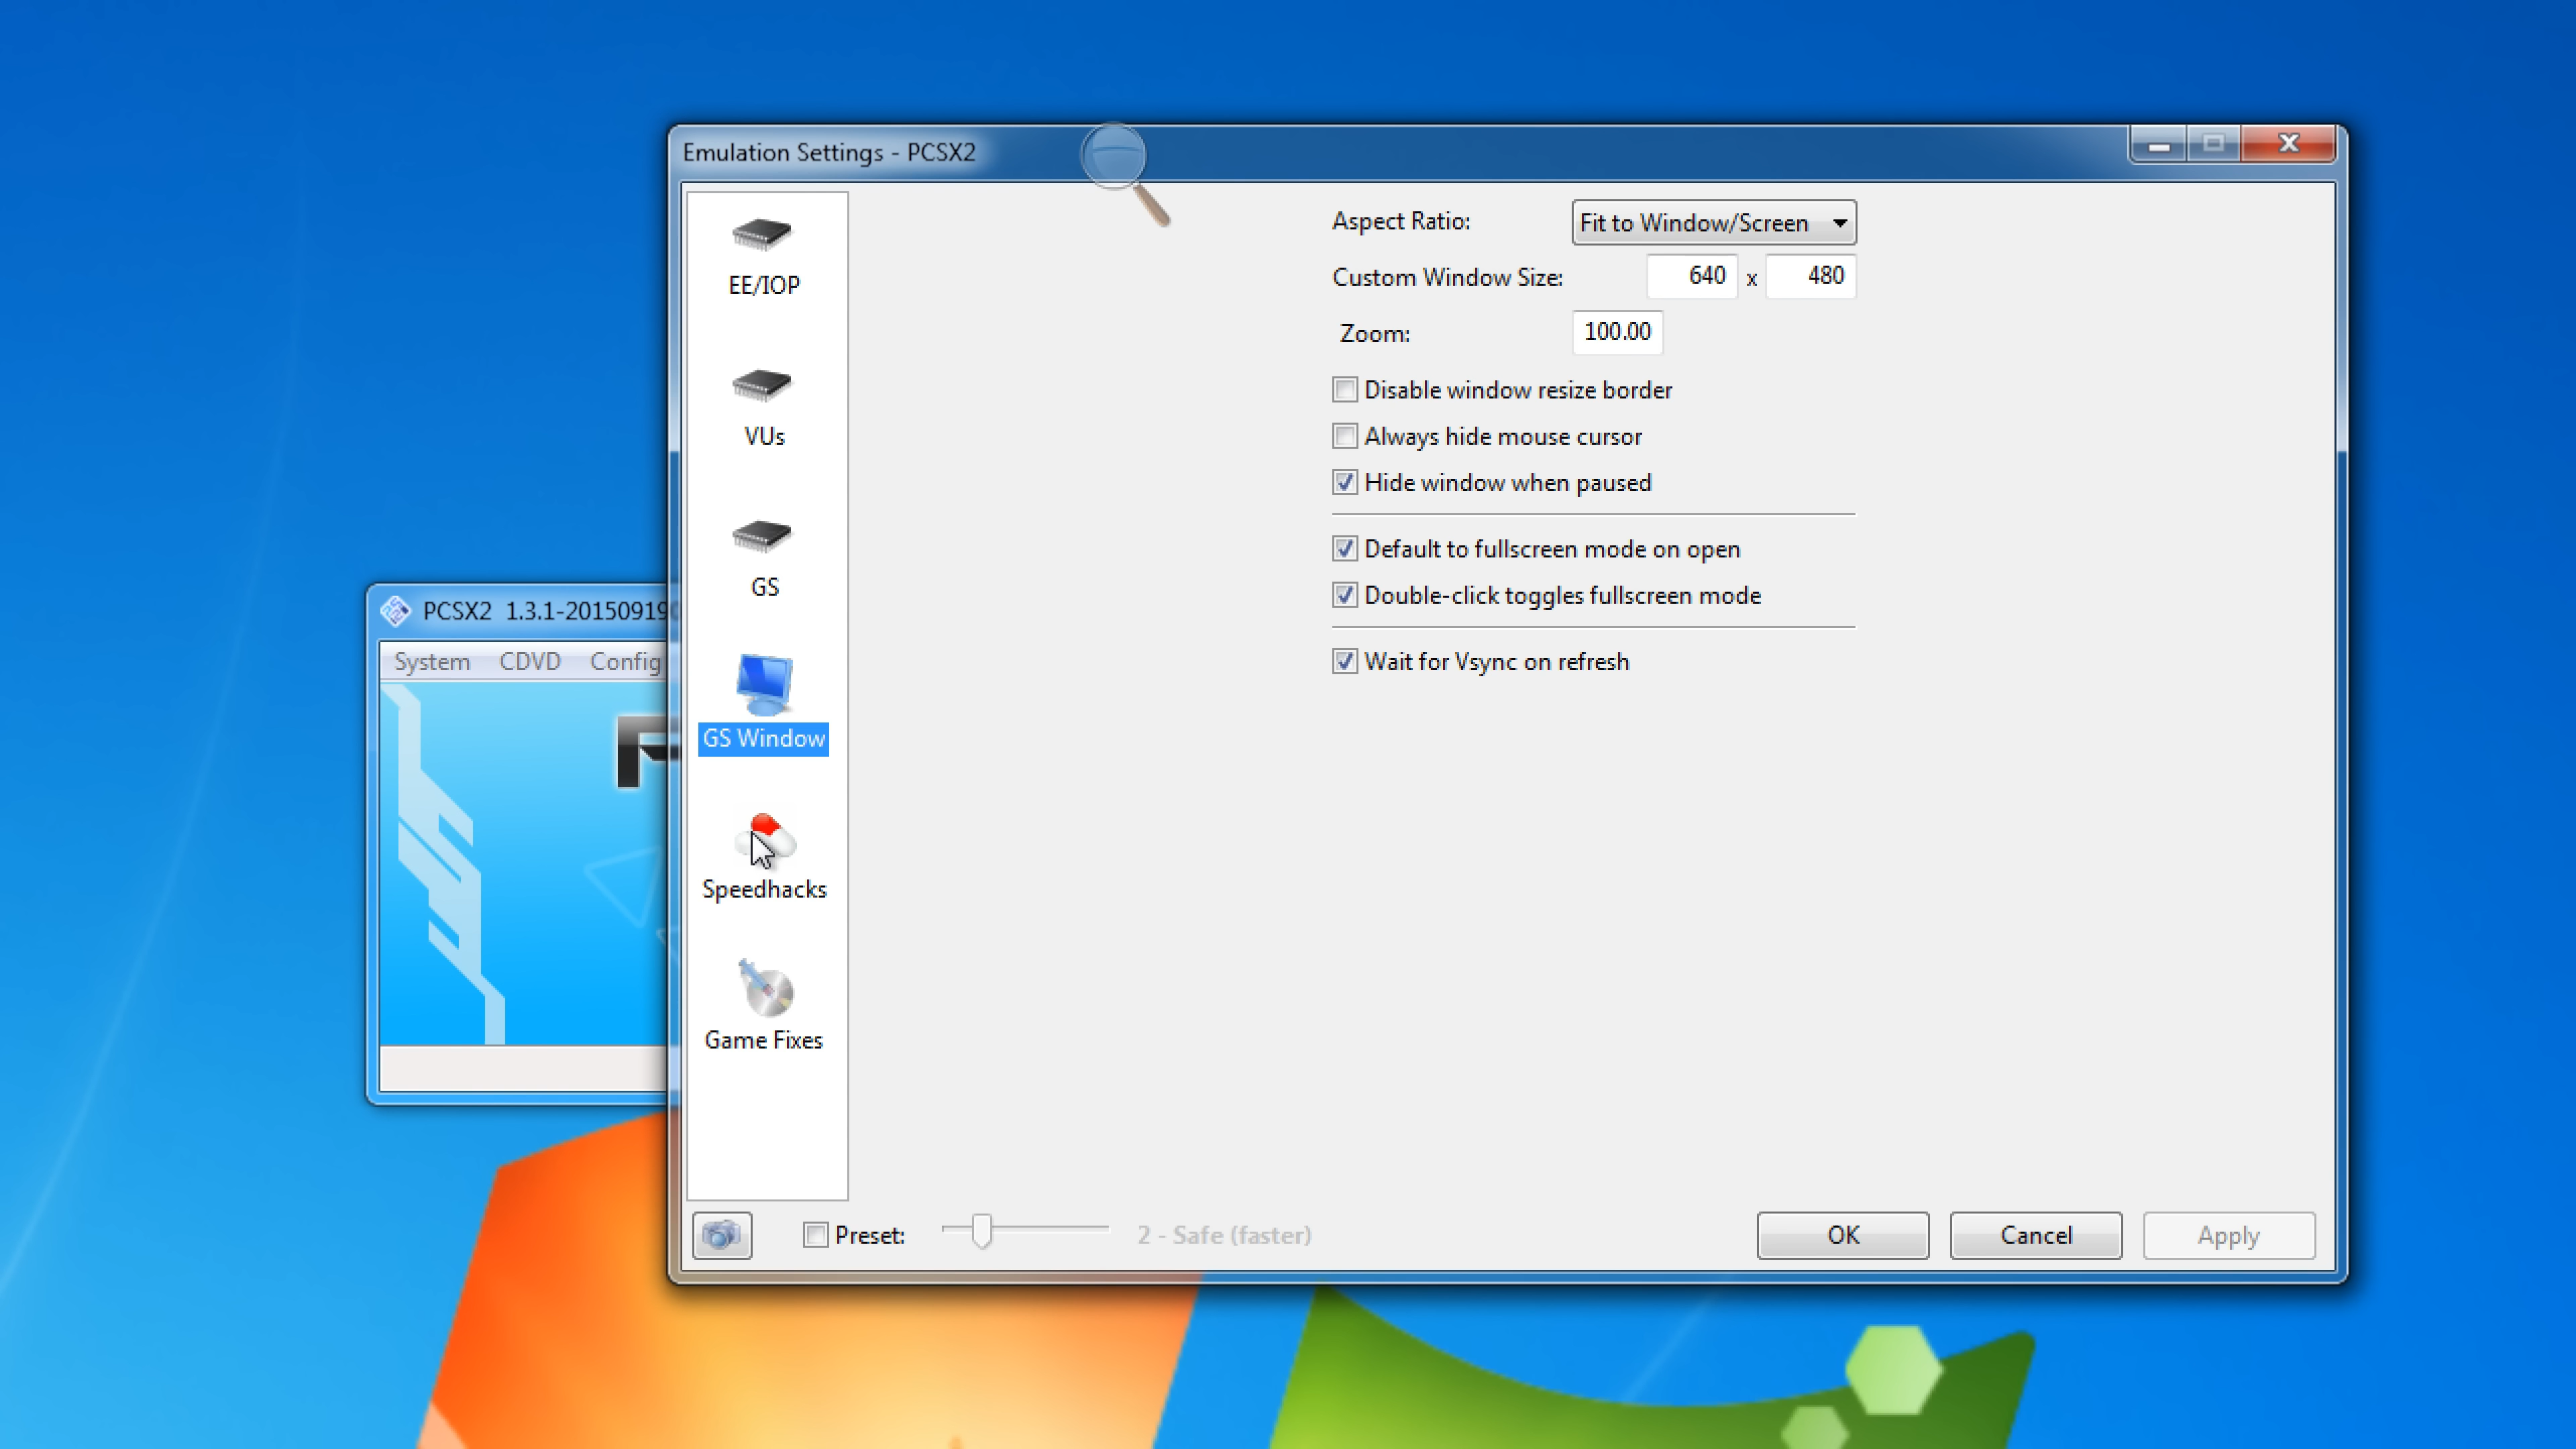 Emulation Settings - PCSX2
EE/IOP
VUs
GS
GS Window
Speedhacks
Game Fixes
Aspect Ratio: Fit to Window/Screen
Custom Window Size: 640 x 480
Zoom: 100.00
Disable window resize border
Always hide mouse cursor
Hide window when paused
Default to fullscreen mode on open
Double-click toggles fullscreen mode
Wait for Vsync on refresh
Preset: 2 - Safe (faster)
OK Cancel Apply
PCSX2 1.3.1-20150919
System CDVD Config